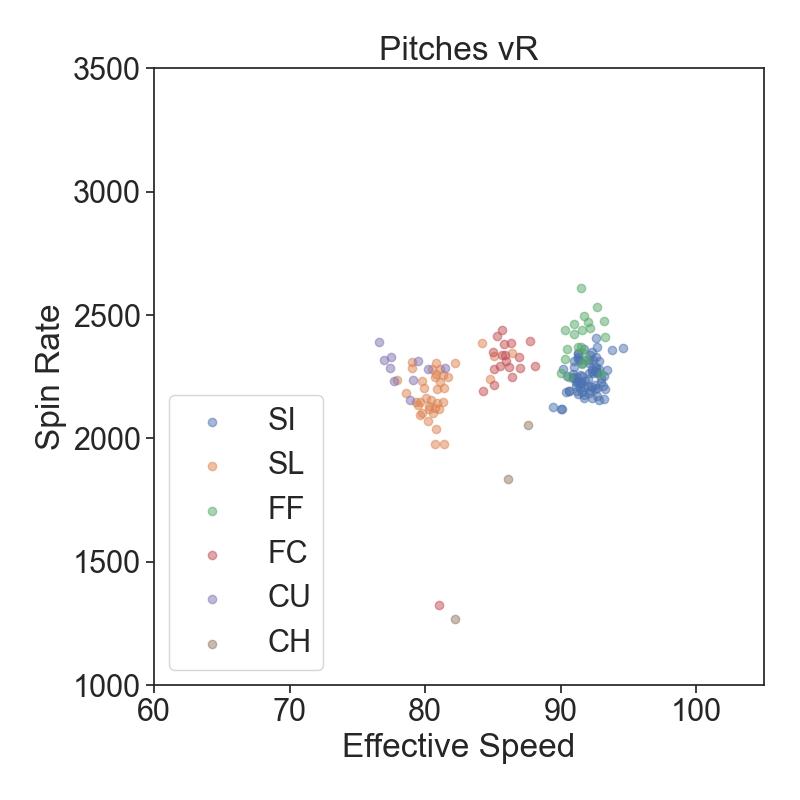 Pitches vR
3500
3000
2500
2000
1500
1000
Spin Rate
SI
SL
FF
FC
CU
CH
60 70 80 90 100
Effective Speed